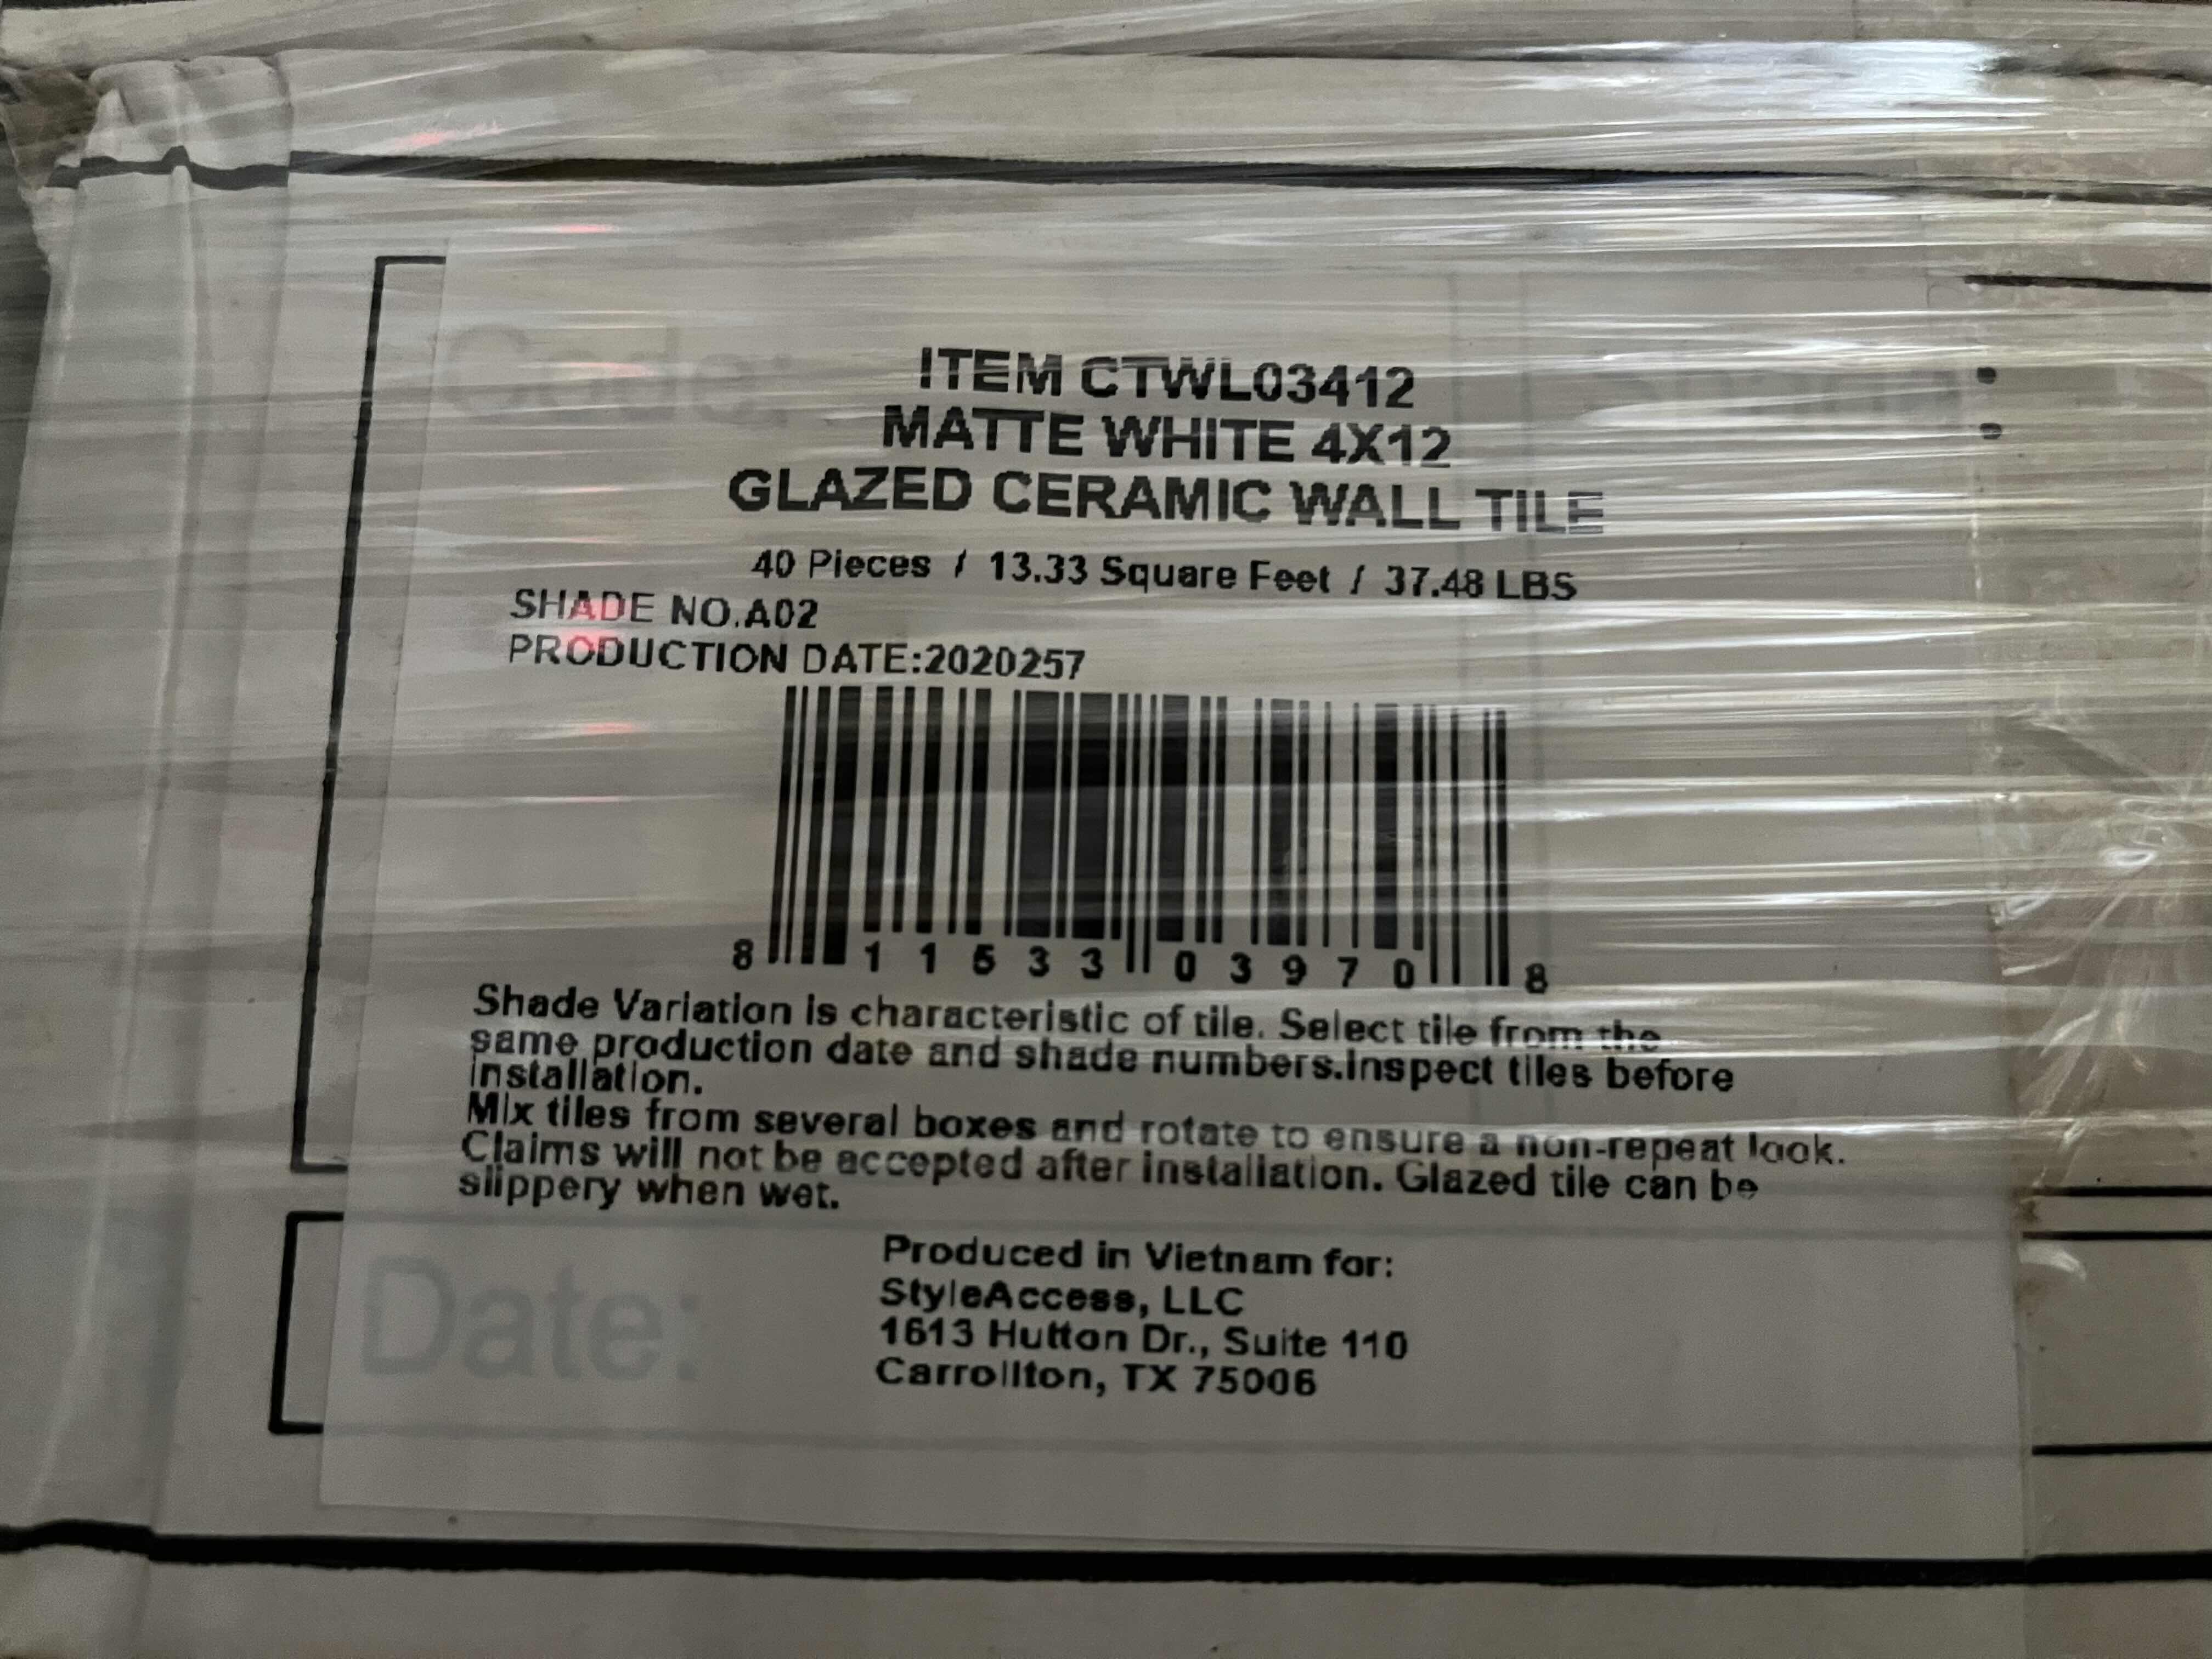 Code:
ITEM CTWL03412
MATTE WHITE 4X12
GLAZED CERAMIC WALL TILE
40 Pieces / 13.33 Square Feet / 37.48 LBS
SHADE NO.A02
PRODUCTION DATE:2020257
8 11533 03970 8
Shade Variation is characteristic of tile. Select tile from the
same production date and shade numbers.Inspect tiles before
installation.
Mix tiles from several boxes and rotate to ensure a non-repeat look.
Claims will not be accepted after installation. Glazed tile can be
slippery when wet.
Date:
Produced in Vietnam for:
StyleAccess, LLC
1613 Hutton Dr., Suite 110
Carrollton, TX 75006